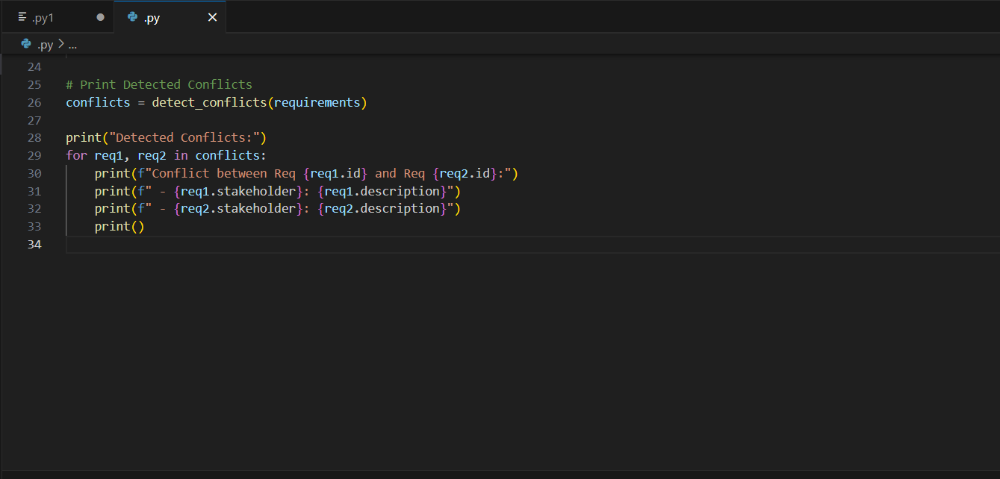 .py1
.py
.py > ...
24
25 # Print Detected Conflicts
26 conflicts = detect_conflicts(requirements)
27
28 print("Detected Conflicts:")
29 for req1, req2 in conflicts:
30     print(f"Conflict between Req {req1.id} and Req {req2.id}:")
31     print(f" - {req1.stakeholder}: {req1.description}")
32     print(f" - {req2.stakeholder}: {req2.description}")
33     print()
34